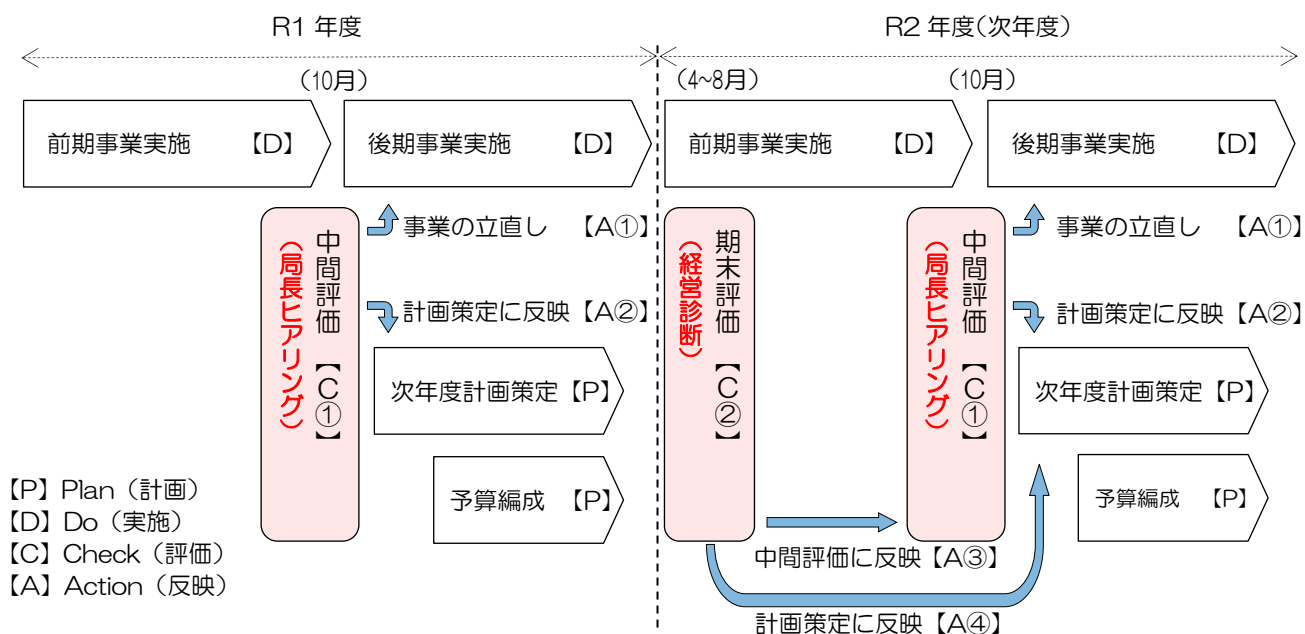 R1 年度
R2 年度(次年度)
(10月)
(4~8月)
(10月)
前期事業実施 【D】
後期事業実施 【D】
前期事業実施 【D】
後期事業実施 【D】
中間評価 【C①】
(局長ヒアリング)
事業の立直し 【A①】
計画策定に反映【A②】
次年度計画策定【P】
予算編成 【P】
期末評価 【C②】
(経営診断)
中間評価 【C①】
(局長ヒアリング)
事業の立直し 【A①】
計画策定に反映【A②】
次年度計画策定【P】
予算編成 【P】
中間評価に反映【A③】
計画策定に反映【A④】
【P】Plan(計画)
【D】Do(実施)
【C】Check(評価)
【A】Action(反映)